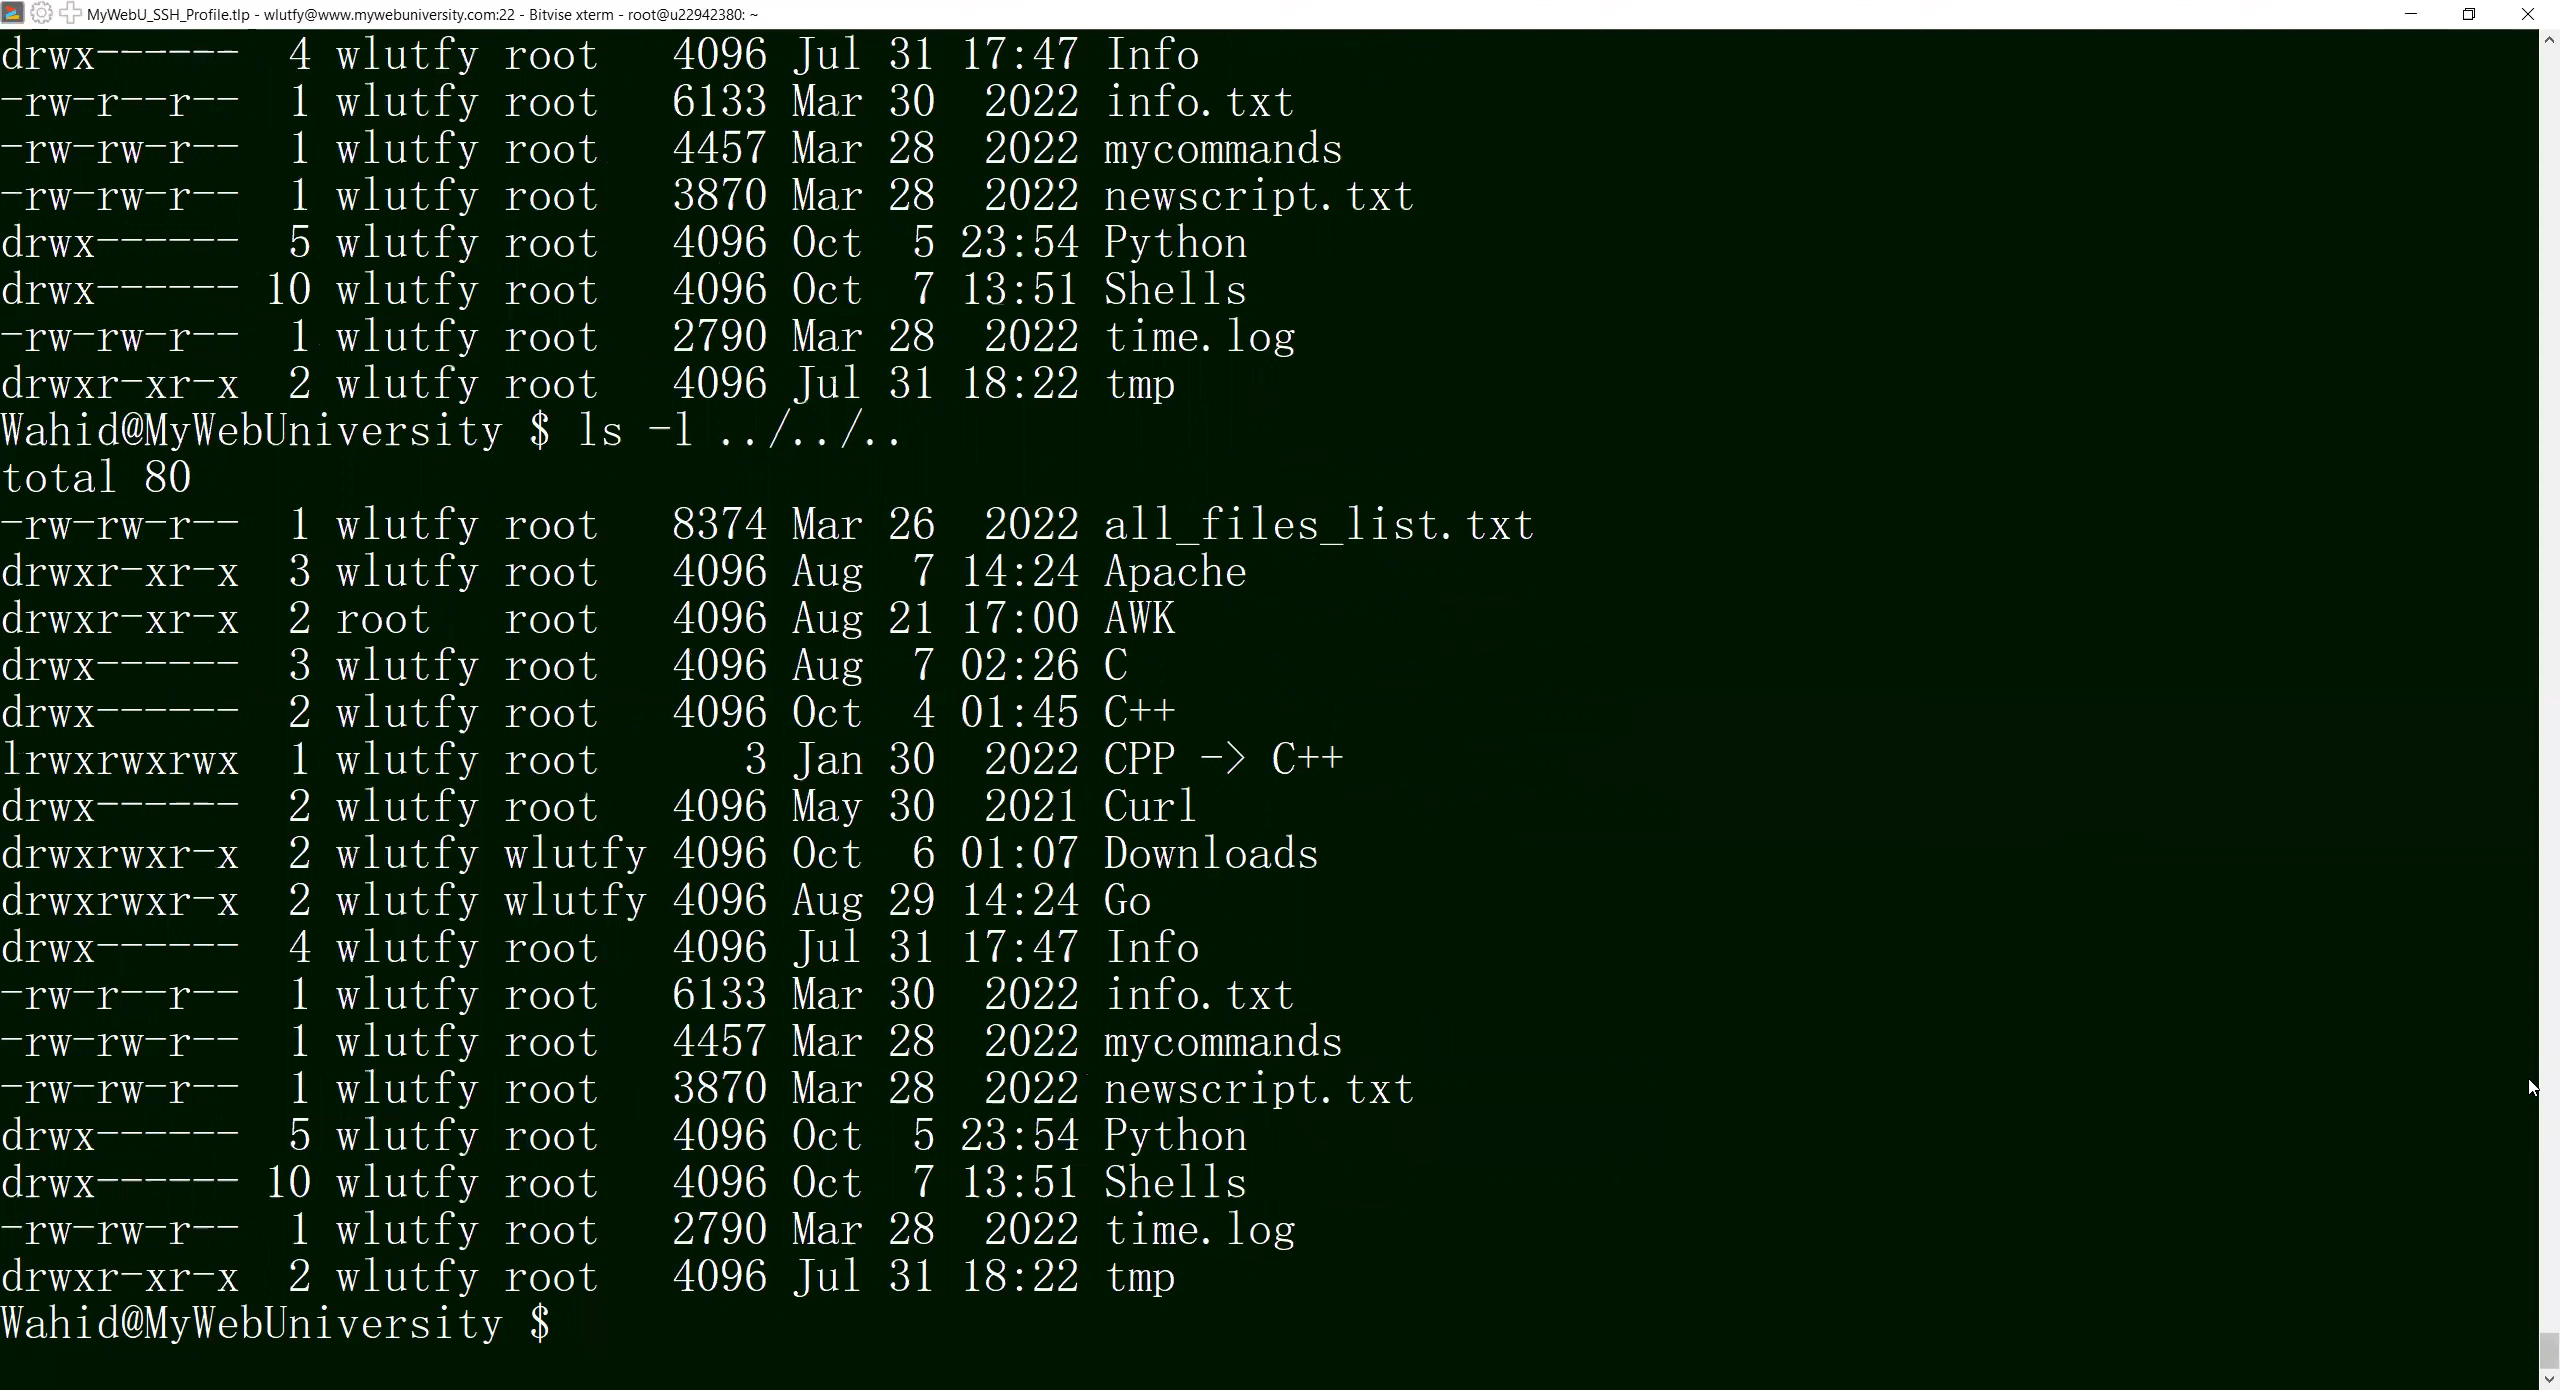 MyWebU_SSH_Profile.tlp - wlutfy@www.mywebuniversity.com:22 - Bitvise xterm - root@u22942380: ~
drwx------  4 wlutfy root   4096 Jul 31 17:47 Info
-rw-r--r--  1 wlutfy root   6133 Mar 30  2022 info.txt
-rw-rw-r--  1 wlutfy root   4457 Mar 28  2022 mycommands
-rw-rw-r--  1 wlutfy root   3870 Mar 28  2022 newscript.txt
drwx------  5 wlutfy root   4096 Oct  5 23:54 Python
drwx------ 10 wlutfy root   4096 Oct  7 13:51 Shells
-rw-rw-r--  1 wlutfy root   2790 Mar 28  2022 time.log
drwxr-xr-x  2 wlutfy root   4096 Jul 31 18:22 tmp
Wahid@MyWebUniversity $ ls -l ../../..
total 80
-rw-rw-r--  1 wlutfy root   8374 Mar 26  2022 all_files_list.txt
drwxr-xr-x  3 wlutfy root   4096 Aug  7 14:24 Apache
drwxr-xr-x  2 root   root   4096 Aug 21 17:00 AWK
drwx------  3 wlutfy root   4096 Aug  7 02:26 C
drwx------  2 wlutfy root   4096 Oct  4 01:45 C++
lrwxrwxrwx  1 wlutfy root      3 Jan 30  2022 CPP -> C++
drwx------  2 wlutfy root   4096 May 30  2021 Curl
drwxrwxr-x  2 wlutfy wlutfy 4096 Oct  6 01:07 Downloads
drwxrwxr-x  2 wlutfy wlutfy 4096 Aug 29 14:24 Go
drwx------  4 wlutfy root   4096 Jul 31 17:47 Info
-rw-r--r--  1 wlutfy root   6133 Mar 30  2022 info.txt
-rw-rw-r--  1 wlutfy root   4457 Mar 28  2022 mycommands
-rw-rw-r--  1 wlutfy root   3870 Mar 28  2022 newscript.txt
drwx------  5 wlutfy root   4096 Oct  5 23:54 Python
drwx------ 10 wlutfy root   4096 Oct  7 13:51 Shells
-rw-rw-r--  1 wlutfy root   2790 Mar 28  2022 time.log
drwxr-xr-x  2 wlutfy root   4096 Jul 31 18:22 tmp
Wahid@MyWebUniversity $